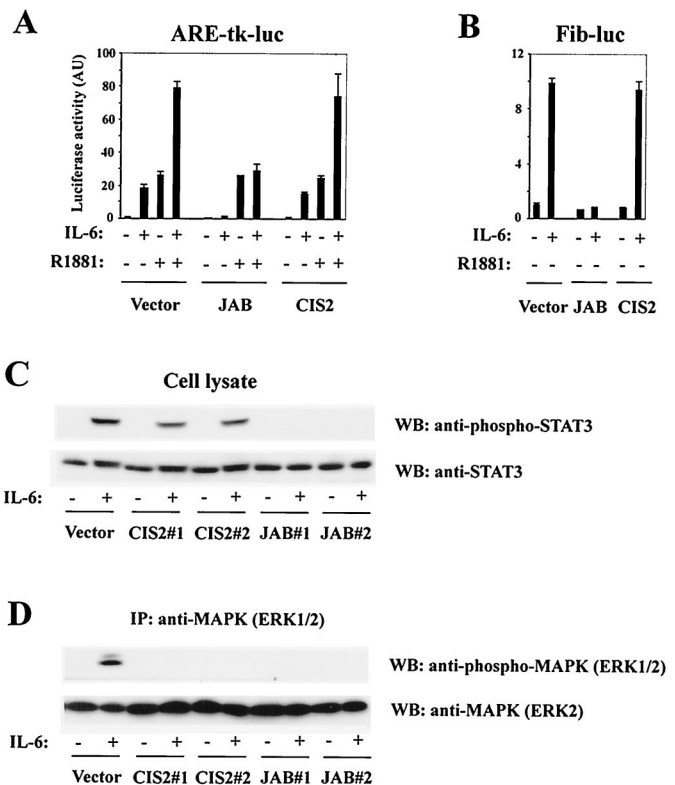 A
ARE-tk-luc
Luciferase activity (AU)
100
80
60
40
20
0
IL-6: - + - + - + - + - + - +
R1881: - - + + - - + + - - + +
Vector JAB CIS2
B
Fib-luc
12
8
4
0
IL-6: - + - + - +
R1881: - - - - - -
Vector JAB CIS2
C
Cell lysate
WB: anti-phospho-STAT3
WB: anti-STAT3
IL-6: - + - + - + - + - +
Vector CIS2#1 CIS2#2 JAB#1 JAB#2
D
IP: anti-MAPK (ERK1/2)
WB: anti-phospho-MAPK (ERK1/2)
WB: anti-MAPK (ERK2)
IL-6: - + - + - + - + - +
Vector CIS2#1 CIS2#2 JAB#1 JAB#2